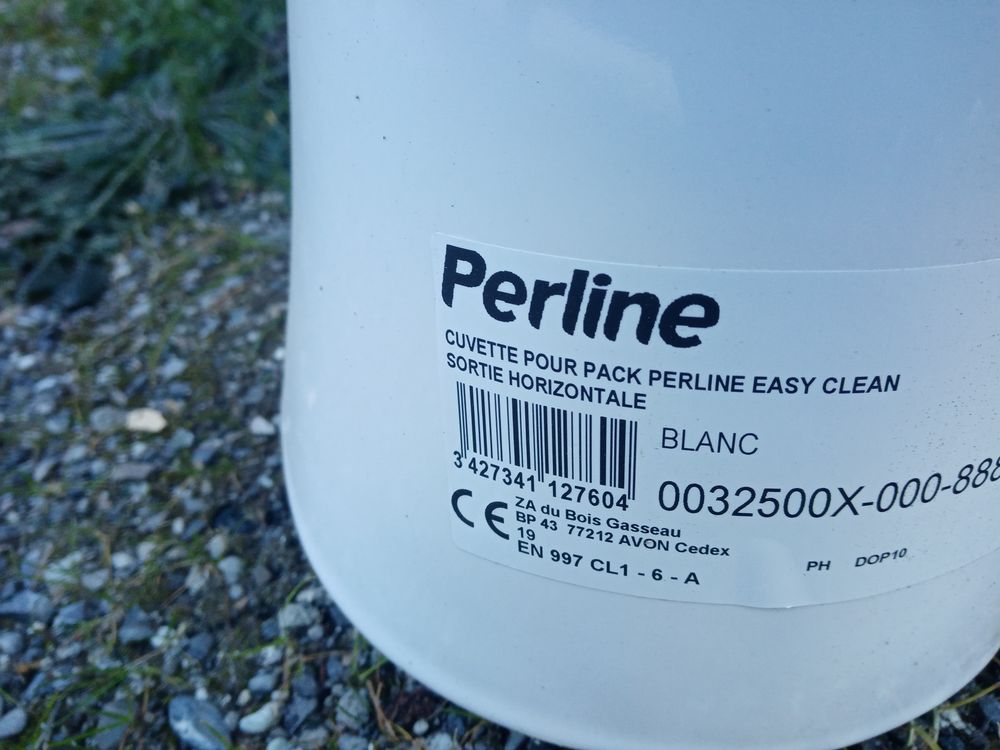 Perline
CUVETTE POUR PACK PERLINE EASY CLEAN
SORTIE HORIZONTALE
BLANC
3 427341 127604
0032500X-000-888
CE
ZA du Bois Gasseau
BP 43 77212 AVON Cedex
19
EN 997 CL1 - 6 - A
PH DOP10